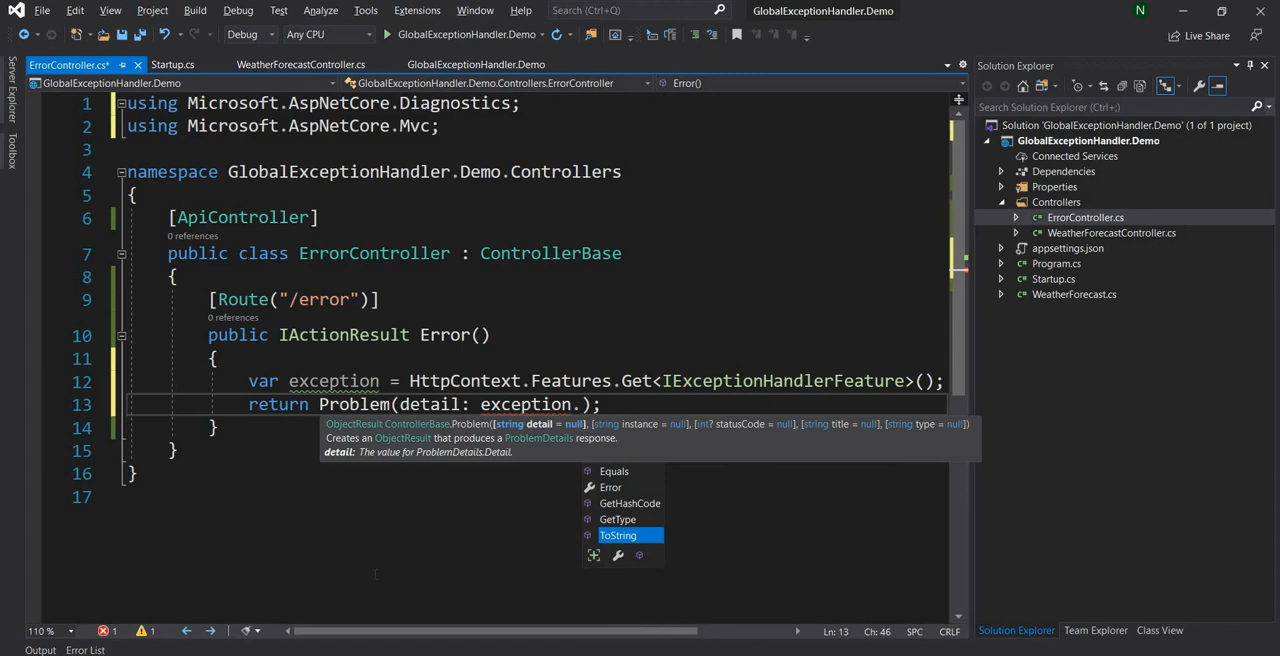 File Edit View Project Build Debug Test Analyze Tools Extensions Window Help Search (Ctrl+Q) GlobalExceptionHandler.Demo N
Debug Any CPU GlobalExceptionHandler.Demo Live Share
Server Explorer
Toolbox
ErrorController.cs* Startup.cs WeatherForecastController.cs GlobalExceptionHandler.Demo
GlobalExceptionHandler.Demo GlobalExceptionHandler.Demo.Controllers.ErrorController Error()
1 using Microsoft.AspNetCore.Diagnostics;
2 using Microsoft.AspNetCore.Mvc;
3
4 namespace GlobalExceptionHandler.Demo.Controllers
5 {
6 [ApiController]
0 references
7 public class ErrorController : ControllerBase
8 {
9 [Route("/error")]
0 references
10 public IActionResult Error()
11 {
12 var exception = HttpContext.Features.Get<IExceptionHandlerFeature>();
13 return Problem(detail: exception.);
14 }
15 }
16 }
17
ObjectResult ControllerBase.Problem([string detail = null], [string instance = null], [int? statusCode = null], [string title = null], [string type = null])
Creates an ObjectResult that produces a ProblemDetails response.
detail: The value for ProblemDetails.Detail.
Equals
Error
GetHashCode
GetType
ToString
Solution Explorer
Search Solution Explorer (Ctrl+;)
Solution 'GlobalExceptionHandler.Demo' (1 of 1 project)
GlobalExceptionHandler.Demo
Connected Services
Dependencies
Properties
Controllers
C# ErrorController.cs
C# WeatherForecastController.cs
appsettings.json
C# Program.cs
C# Startup.cs
C# WeatherForecast.cs
110 % 1 1 Ln: 13 Ch: 46 SPC CRLF
Solution Explorer Team Explorer Class View
Output Error List